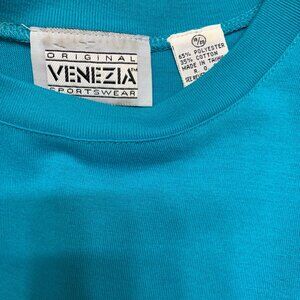 ORIGINAL
VENEZIA
SPORTSWEAR
65% POLYESTER
35% COTTON
MADE IN TAIWAN
R O